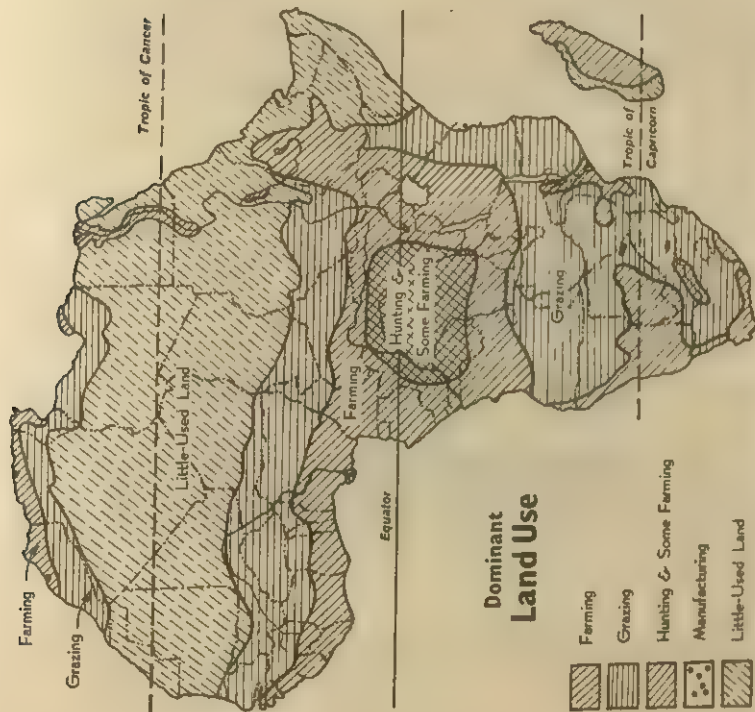 Farming
Grazing
Tropic of Cancer
Little-Used Land
Farming
Hunting &
Some Farming
Equator
Grazing
Tropic of
Capricorn
Dominant
Land Use
Farming
Grazing
Hunting & Some Farming
Manufacturing
Little-Used Land